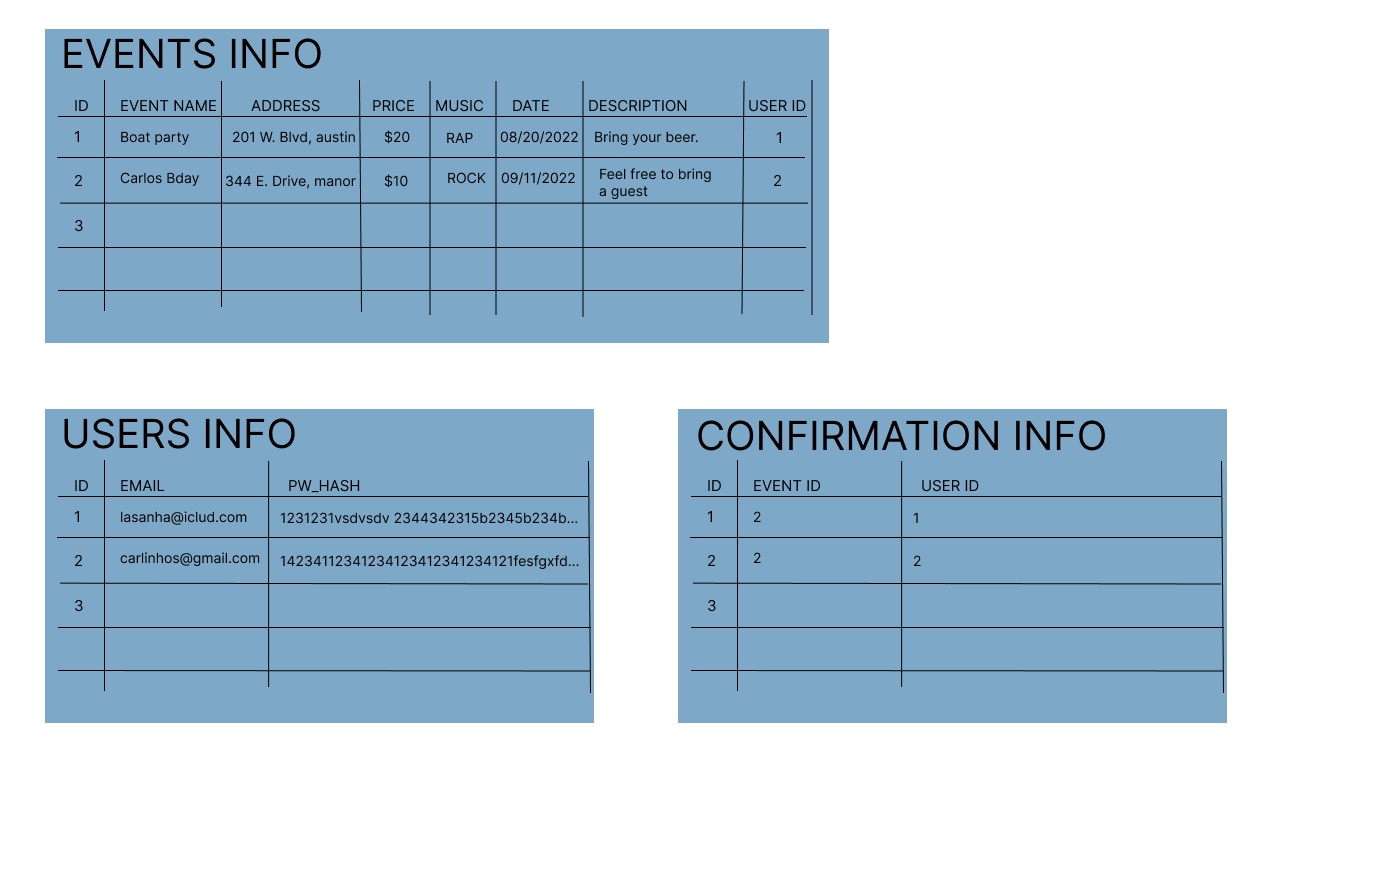 EVENTS INFO
ID EVENT NAME ADDRESS PRICE MUSIC DATE DESCRIPTION USER ID
1 Boat party 201 W. Blvd, austin $20 RAP 08/20/2022 Bring your beer. 1
2 Carlos Bday 344 E. Drive, manor $10 ROCK 09/11/2022 Feel free to bring 2
a guest
3
USERS INFO
ID EMAIL PW_HASH
1 lasanha@iclud.com 1231231vsdvsdv 2344342315b2345b234b...
2 carlinhos@gmail.com 1423411234123412341234123412​1fesfgxfd...
3
CONFIRMATION INFO
ID EVENT ID USER ID
1 2 1
2 2 2
3